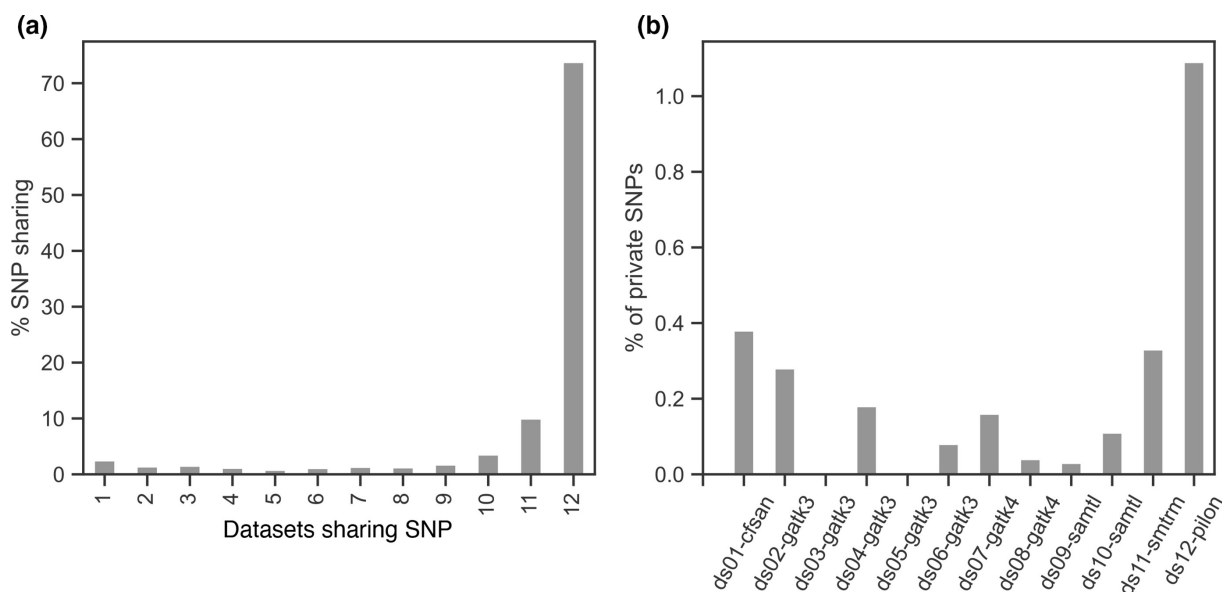 (a)
70
60
50
40
30
20
10
0
% SNP sharing
1 2 3 4 5 6 7 8 9 10 11 12
Datasets sharing SNP
(b)
1.0
0.8
0.6
0.4
0.2
0.0
% of private SNPs
ds01-cfsan
ds02-gatk3
ds03-gatk3
ds04-gatk3
ds05-gatk3
ds06-gatk3
ds07-gatk4
ds08-gatk4
ds09-samtl
ds10-samtl
ds11-smtrm
ds12-pilon